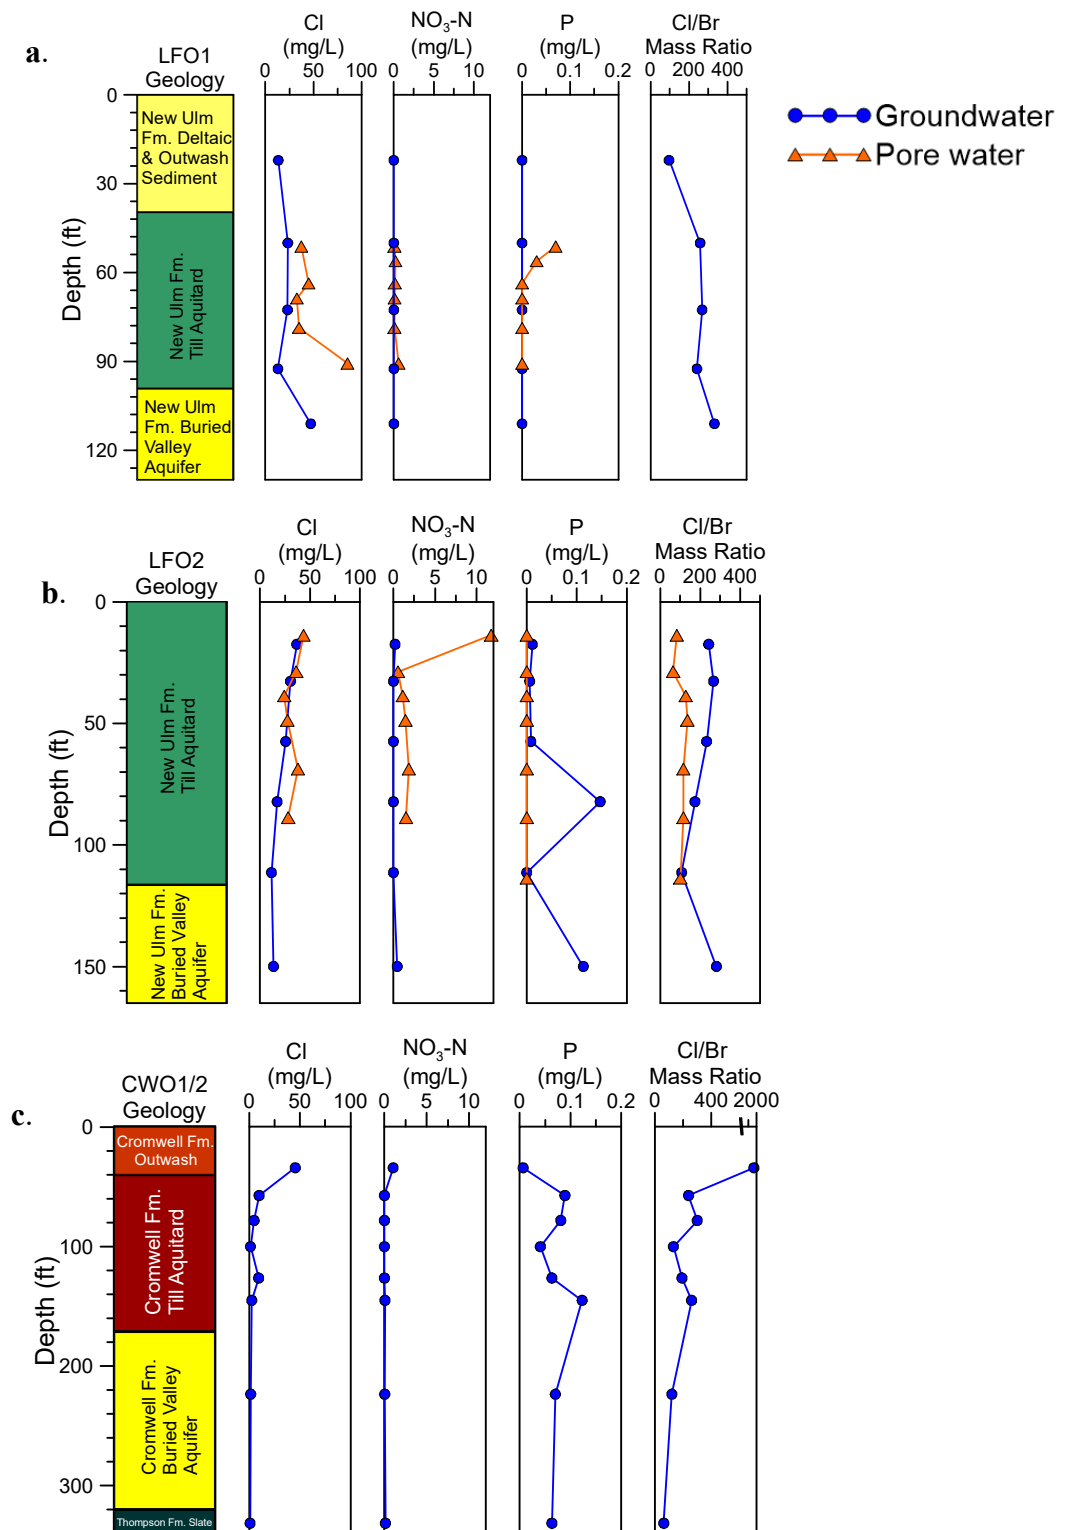 a.
LFO1
Geology
Cl
(mg/L)
NO₃-N
(mg/L)
P
(mg/L)
Cl/Br
Mass Ratio
0 50 100
0 5 10
0 0.1 0.2
0 200 400
Groundwater
Pore water
Depth (ft)
0
30
60
90
120
New Ulm
Fm. Deltaic
& Outwash
Sediment
New Ulm Fm.
Till Aquitard
New Ulm
Fm. Buried
Valley
Aquifer
b.
LFO2
Geology
Cl
(mg/L)
NO₃-N
(mg/L)
P
(mg/L)
Cl/Br
Mass Ratio
0 50 100
0 5 10
0 0.1 0.2
0 200 400
Depth (ft)
0
50
100
150
New Ulm Fm.
Till Aquitard
New Ulm Fm.
Buried Valley
Aquifer
c.
CWO1/2
Geology
Cl
(mg/L)
NO₃-N
(mg/L)
P
(mg/L)
Cl/Br
Mass Ratio
0 50 100
0 5 10
0 0.1 0.2
0 400 2000
Depth (ft)
0
100
200
300
Cromwell Fm.
Outwash
Cromwell Fm.
Till Aquitard
Cromwell Fm.
Buried Valley
Aquifer
Thompson Fm. Slate